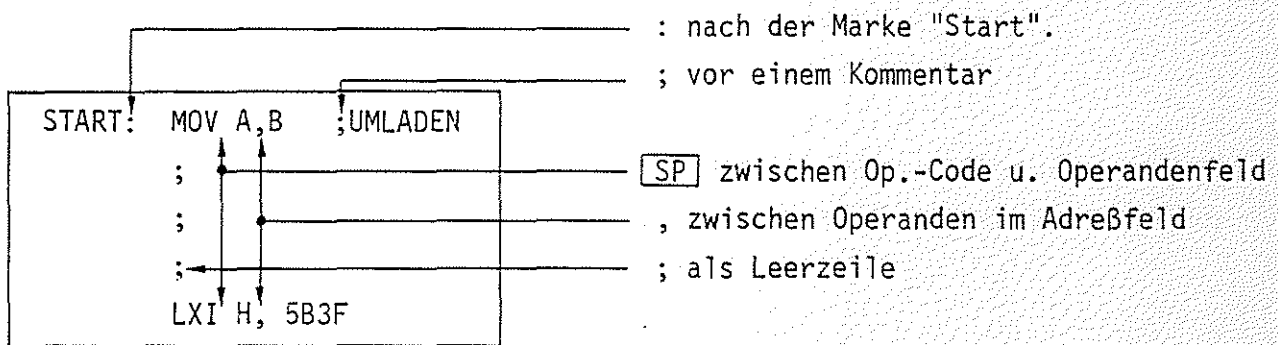 : nach der Marke "Start".
; vor einem Kommentar
START: MOV A,B ;UMLADEN
; SP zwischen Op.-Code u. Operandenfeld
; , zwischen Operanden im Adreßfeld
; ; als Leerzeile
LXI H, 5B3F